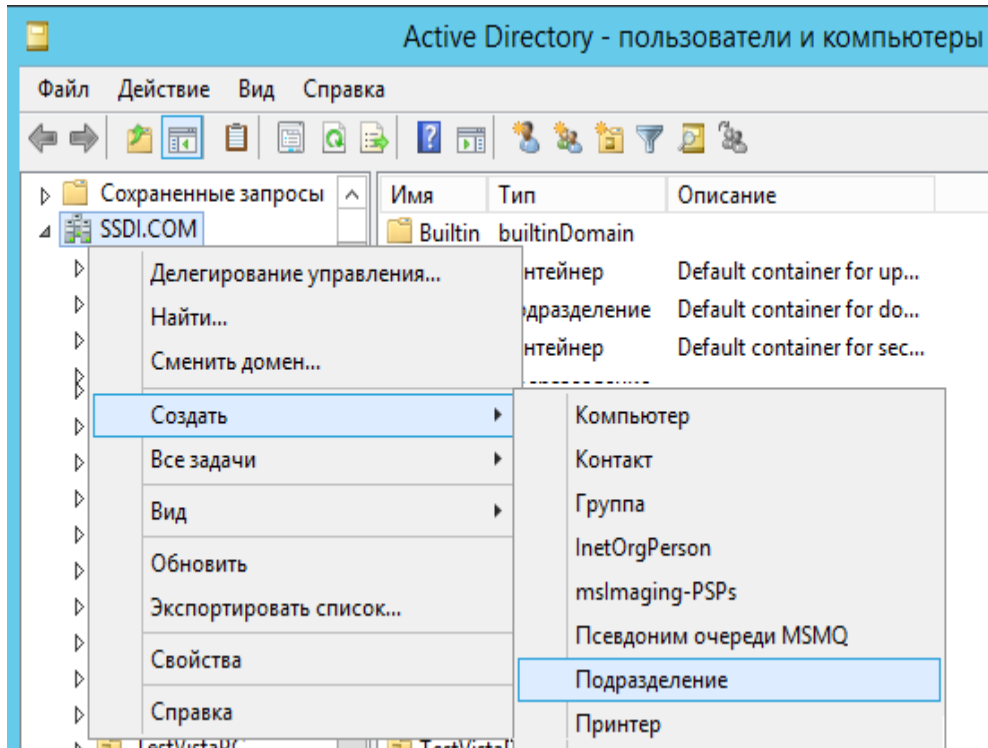 Active Directory - пользователи и компьютеры
Файл Действие Вид Справка
Сохраненные запросы
SSDI.COM
Имя Тип Описание
Builtin builtinDomain
нтейнер Default container for up...
дразделение Default container for do...
нтейнер Default container for sec...
Делегирование управления...
Найти...
Сменить домен...
Создать
Все задачи
Вид
Обновить
Экспортировать список...
Свойства
Справка
Компьютер
Контакт
Группа
InetOrgPerson
msImaging-PSPs
Псевдоним очереди MSMQ
Подразделение
Принтер